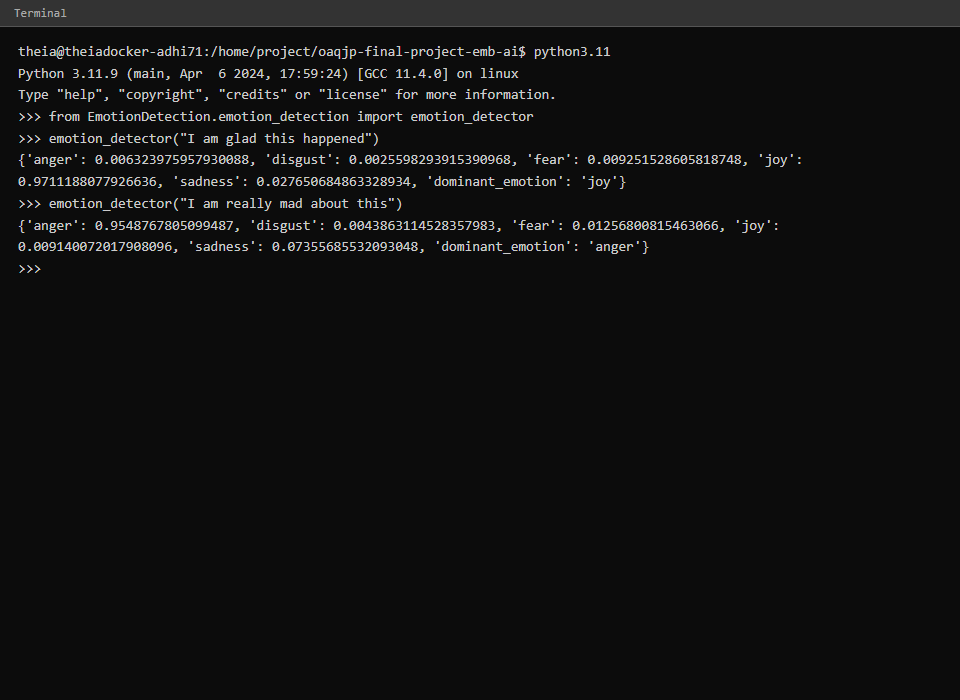 Terminal
theia@theiadocker-adhi71:/home/project/oaqjp-final-project-emb-ai$ python3.11
Python 3.11.9 (main, Apr  6 2024, 17:59:24) [GCC 11.4.0] on linux
Type "help", "copyright", "credits" or "license" for more information.
>>> from EmotionDetection.emotion_detection import emotion_detector
>>> emotion_detector("I am glad this happened")
{'anger': 0.006323975957930088, 'disgust': 0.0025598293915390968, 'fear': 0.009251528605818748, 'joy':
0.9711188077926636, 'sadness': 0.027650684863328934, 'dominant_emotion': 'joy'}
>>> emotion_detector("I am really mad about this")
{'anger': 0.9548767805099487, 'disgust': 0.0043863114528357983, 'fear': 0.01256800815463066, 'joy':
0.009140072017908096, 'sadness': 0.07355685532093048, 'dominant_emotion': 'anger'}
>>>